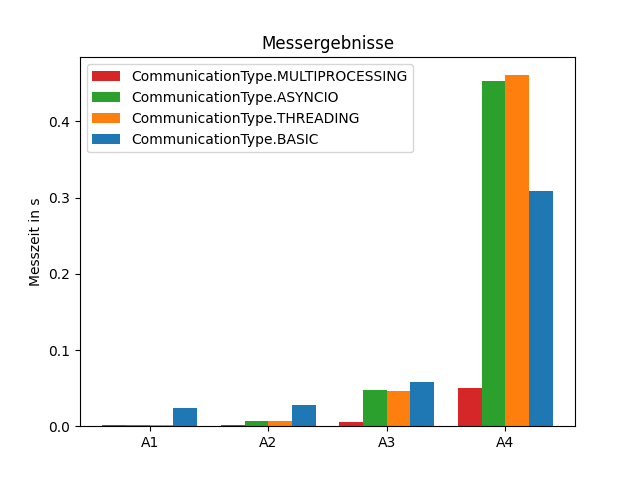 Messergebnisse
CommunicationType.MULTIPROCESSING
CommunicationType.ASYNCIO
CommunicationType.THREADING
CommunicationType.BASIC
Messzeit in s
0.4
0.3
0.2
0.1
0.0
A1 A2 A3 A4